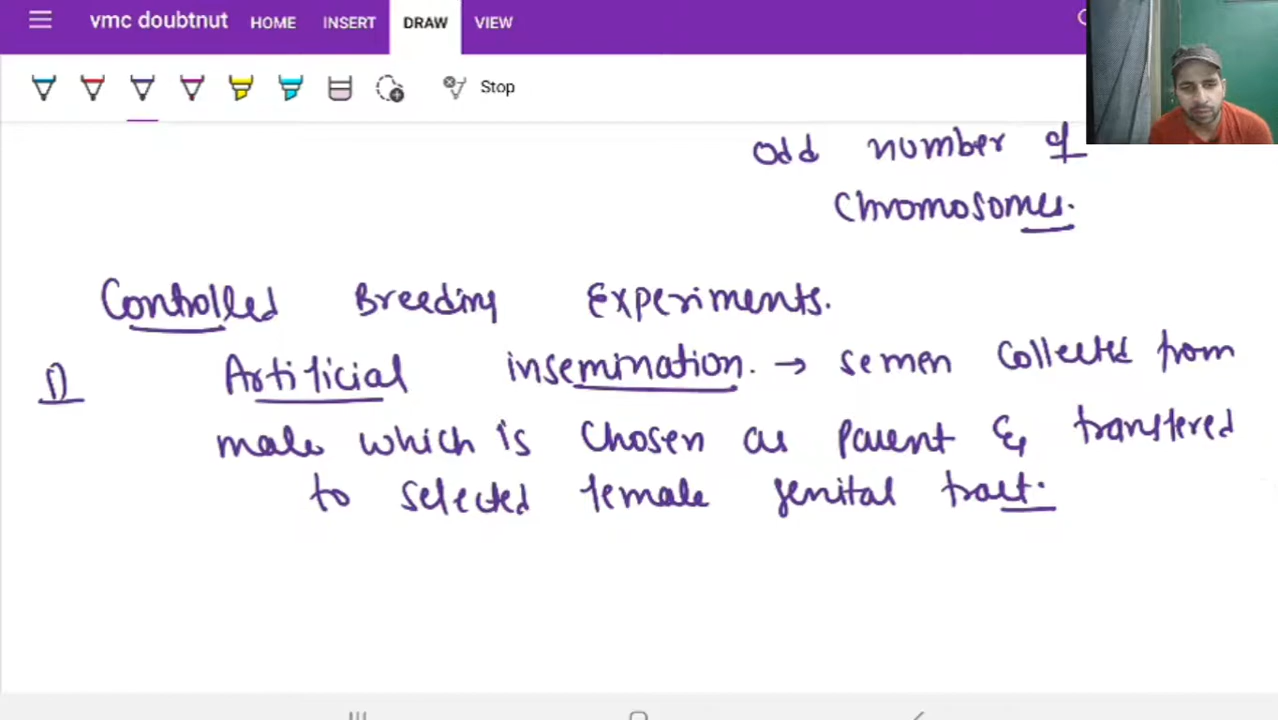 vmc doubtnut HOME INSERT DRAW VIEW
Stop
odd number of
Chromosomes.
Controlled Breeding Experiments.
1) Artificial insemination. → semen collected from
male which is chosen as parent & transfered
to selected female genital tract.